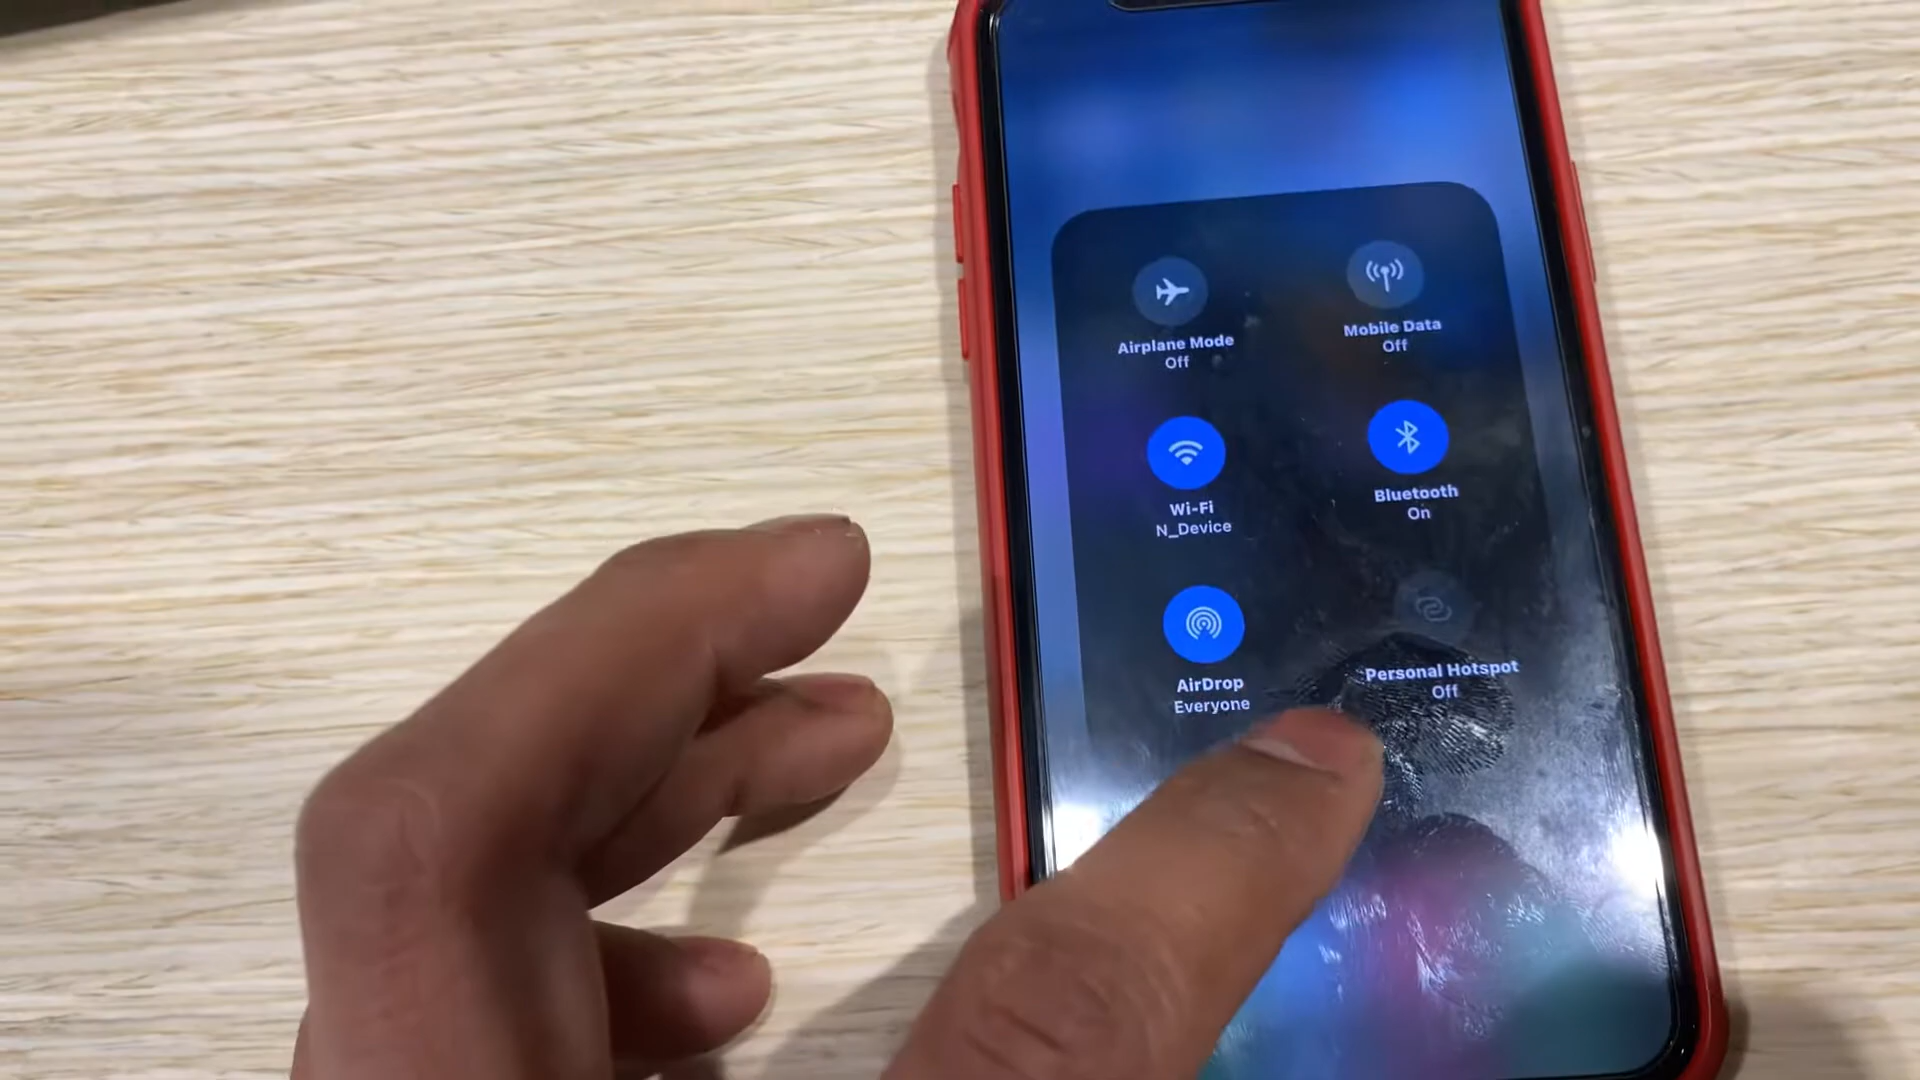 Airplane Mode
Off
Mobile Data
Off
Wi-Fi
N_Device
Bluetooth
On
AirDrop
Everyone
Personal Hotspot
Off